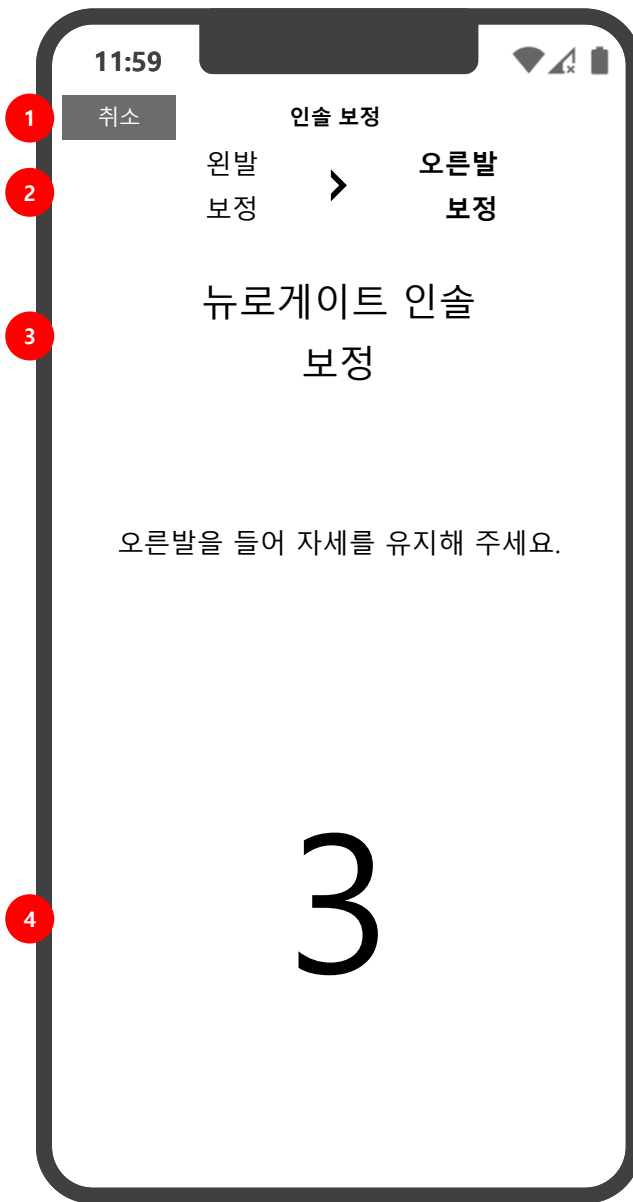 11:59
1
취소
인솔 보정
2
왼발
보정
오른발
보정
3
뉴로게이트 인솔
보정
오른발을 들어 자세를 유지해 주세요.
4
3